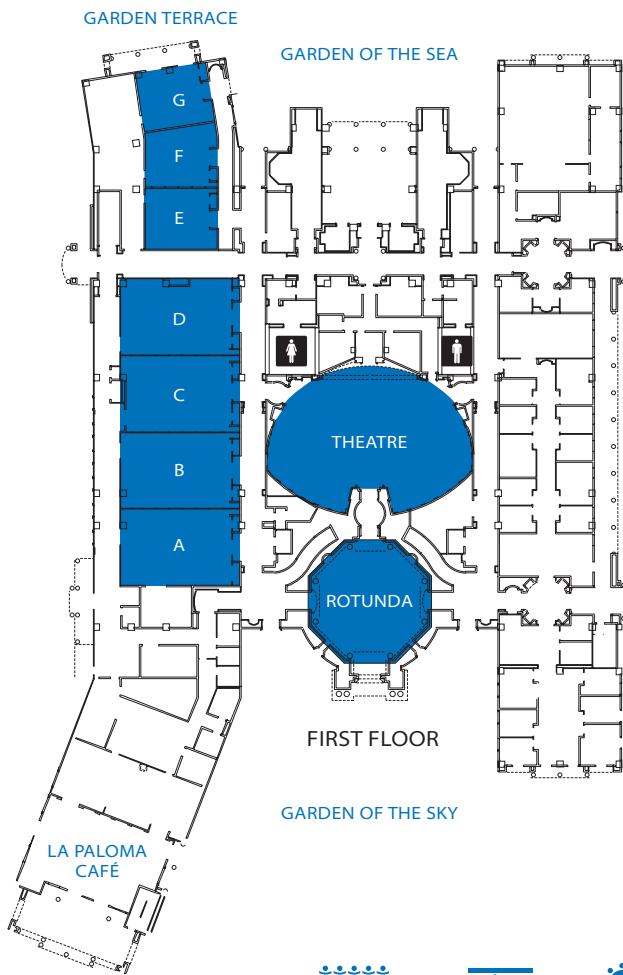 GARDEN TERRACE
GARDEN OF THE SEA
G
F
E
D
C
B
A
THEATRE
ROTUNDA
FIRST FLOOR
GARDEN OF THE SKY
LA PALOMA
CAFÉ